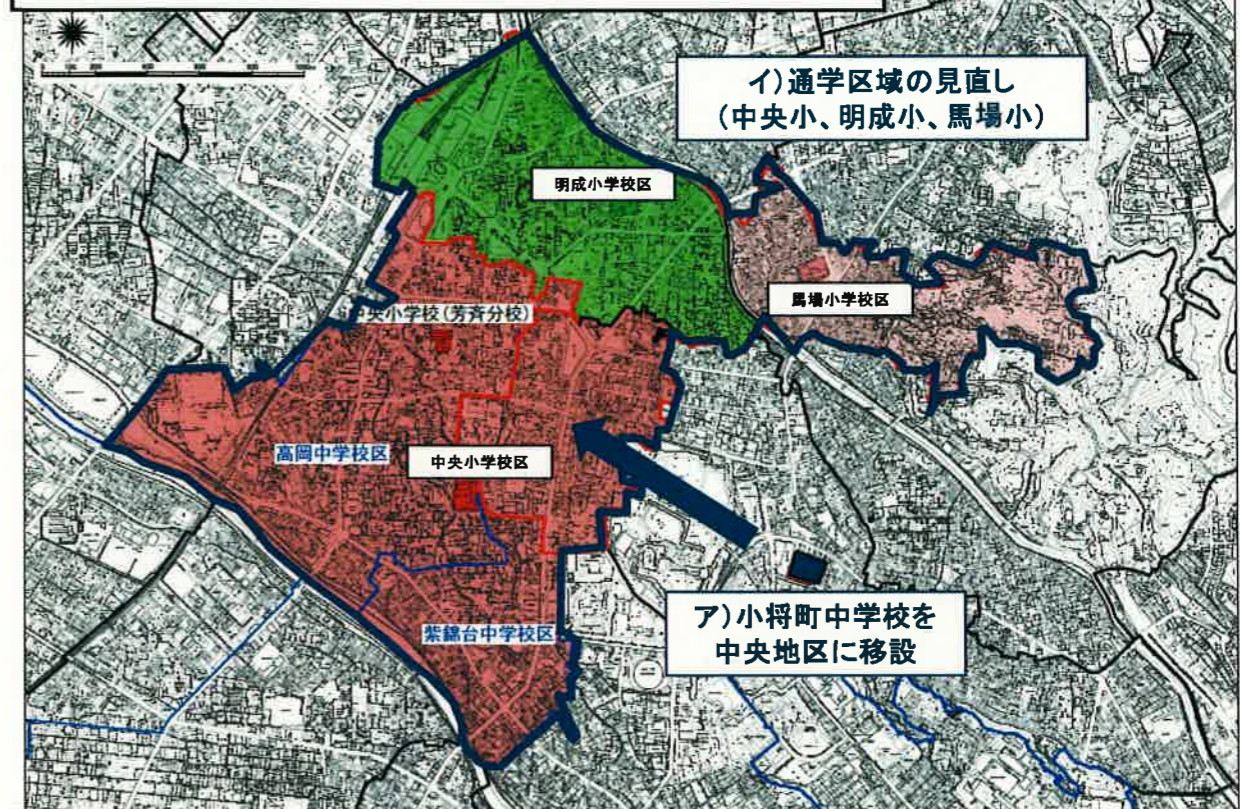 イ)通学区域の見直し
(中央小、明成小、馬場小)
明成小学校区
馬場小学校区
中央小学校(芳斉分校)
高岡中学校区
中央小学校区
ア)小将町中学校を
中央地区に移設
紫錦台中学校区